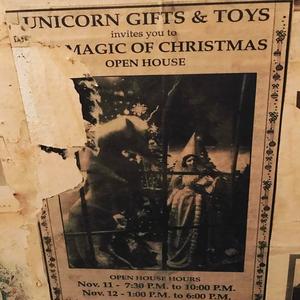 UNICORN GIFTS & TOYS
invites you to
MAGIC OF CHRISTMAS
OPEN HOUSE
OPEN HOUSE HOURS
Nov. 11 - 7:30 P.M. to 10:00 P.M.
Nov. 12 - 1:00 P.M. to 6:00 P.M.